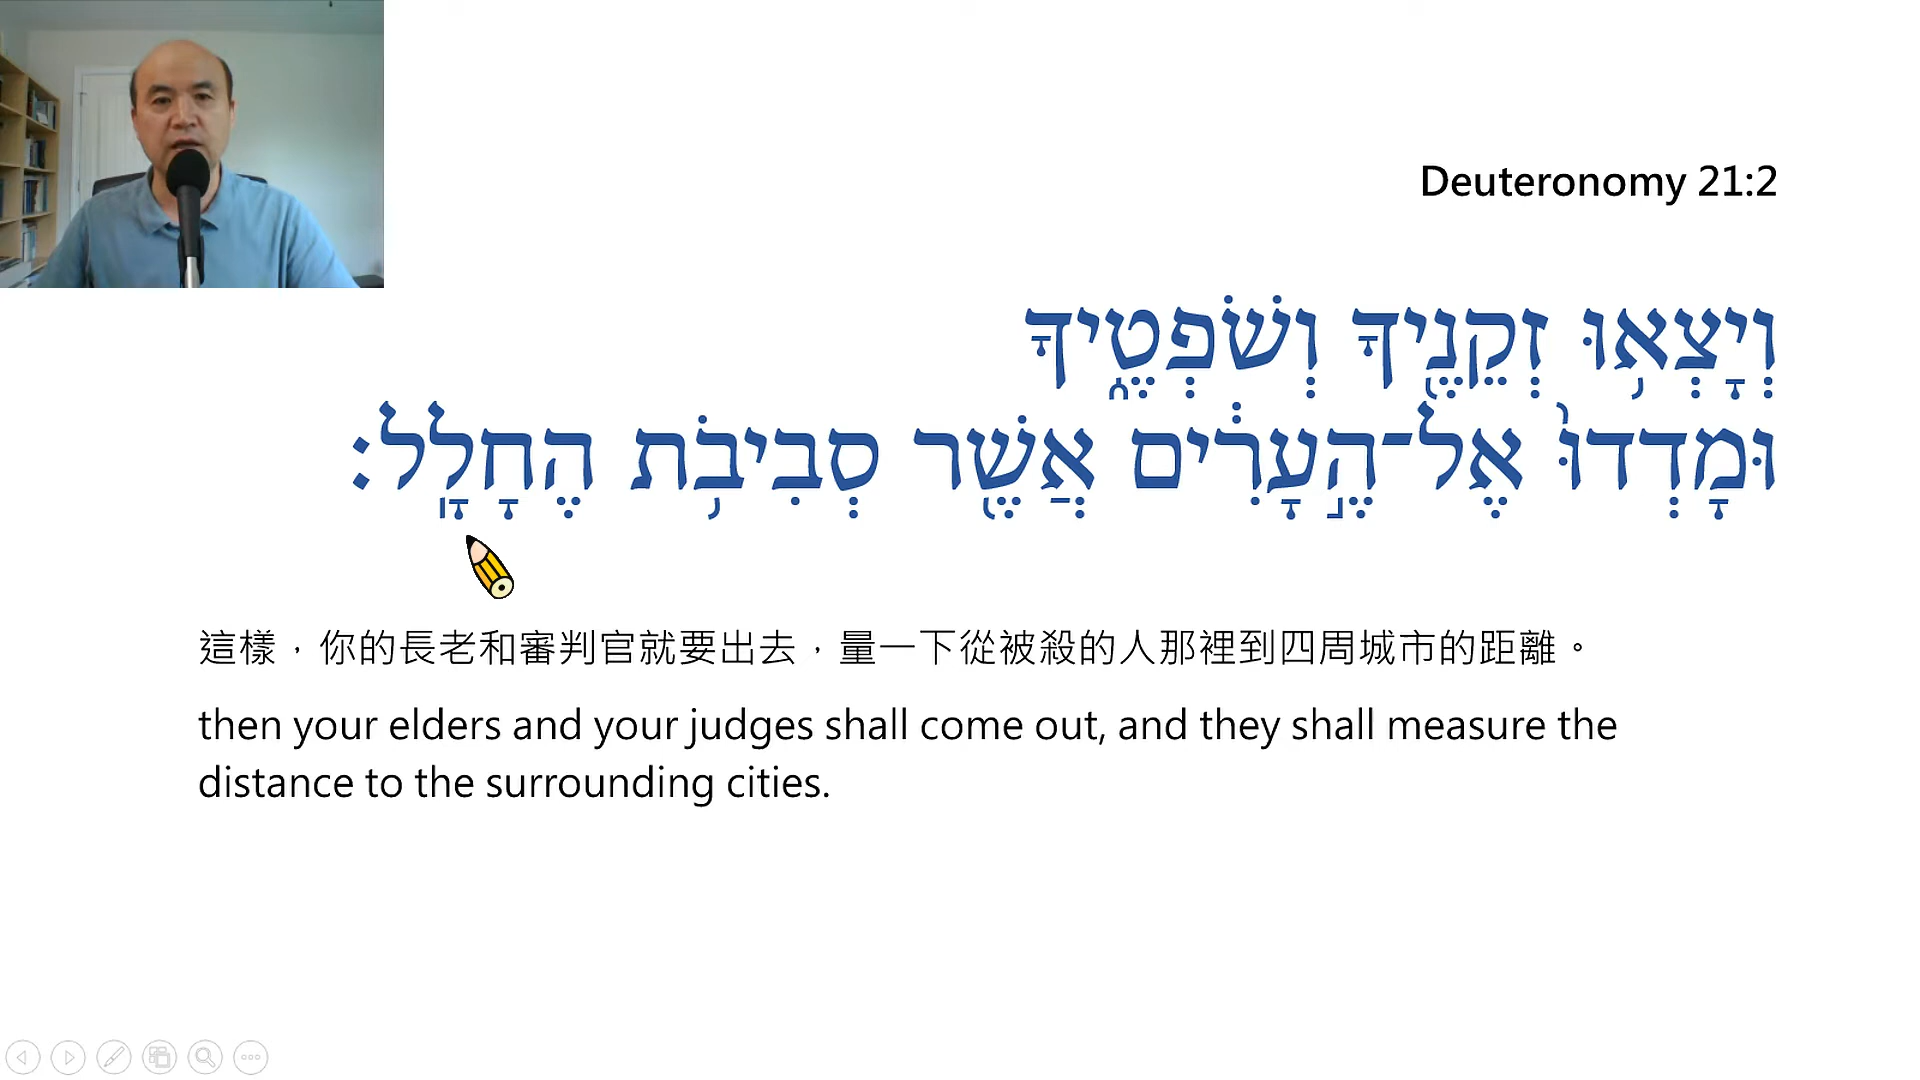 Deuteronomy 21:2
וְיָצְא֥וּ זְקֵנֶ֖יךָ וְשֹׁפְטֶ֑יךָ
וּמָדְדוּ֙ אֶל־הֶ֣עָרִ֔ים אֲשֶׁ֖ר סְבִיבֹ֥ת הֶחָלָֽל׃
這樣，你的長老和審判官就要出去，量一下從被殺的人那裡到四周城市的距離。
then your elders and your judges shall come out, and they shall measure the
distance to the surrounding cities.